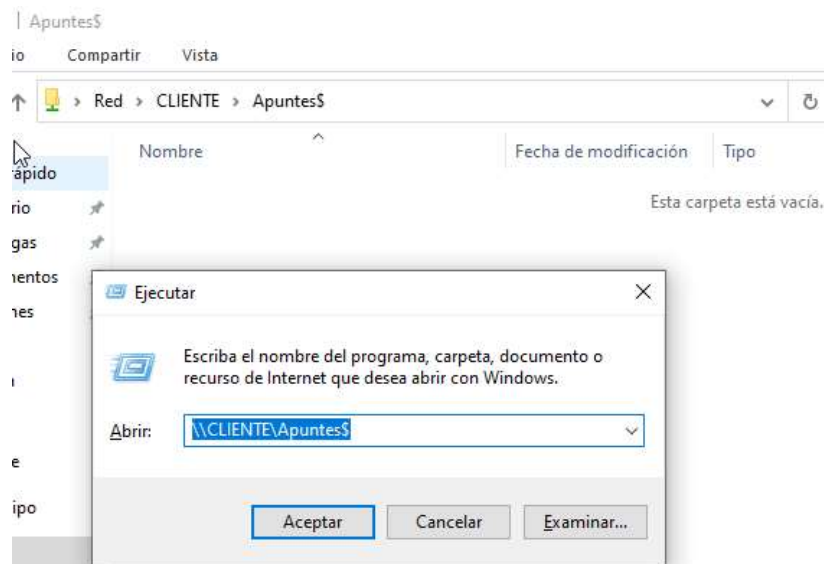 Apuntes$
io Compartir Vista
Red > CLIENTE > Apuntes$
Nombre Fecha de modificación Tipo
rápido
Esta carpeta está vacía.
rio
gas
nentos
nes
Ejecutar
Escriba el nombre del programa, carpeta, documento o
recurso de Internet que desea abrir con Windows.
Abrir: \\CLIENTE\Apuntes$
e
ipo
Aceptar Cancelar Examinar...